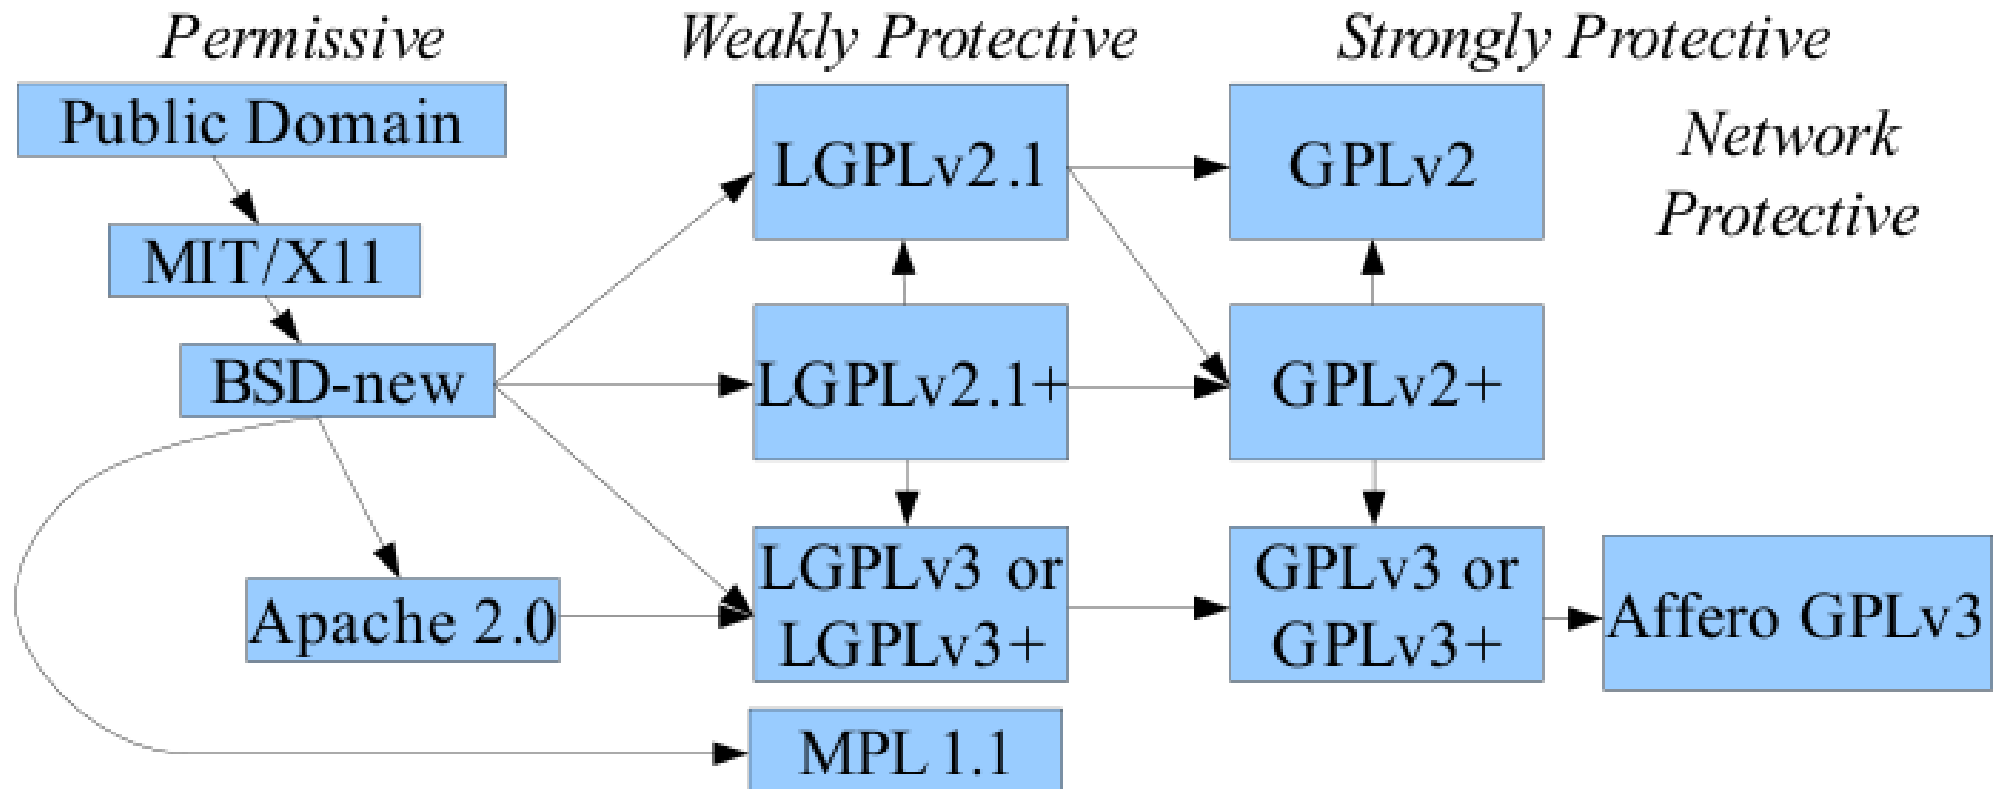 Permissive
Weakly Protective
Strongly Protective
Public Domain
LGPLv2.1
GPLv2
Network
Protective
MIT/X11
BSD-new
LGPLv2.1+
GPLv2+
Apache 2.0
LGPLv3 or
LGPLv3+
GPLv3 or
GPLv3+
Affero GPLv3
MPL 1.1